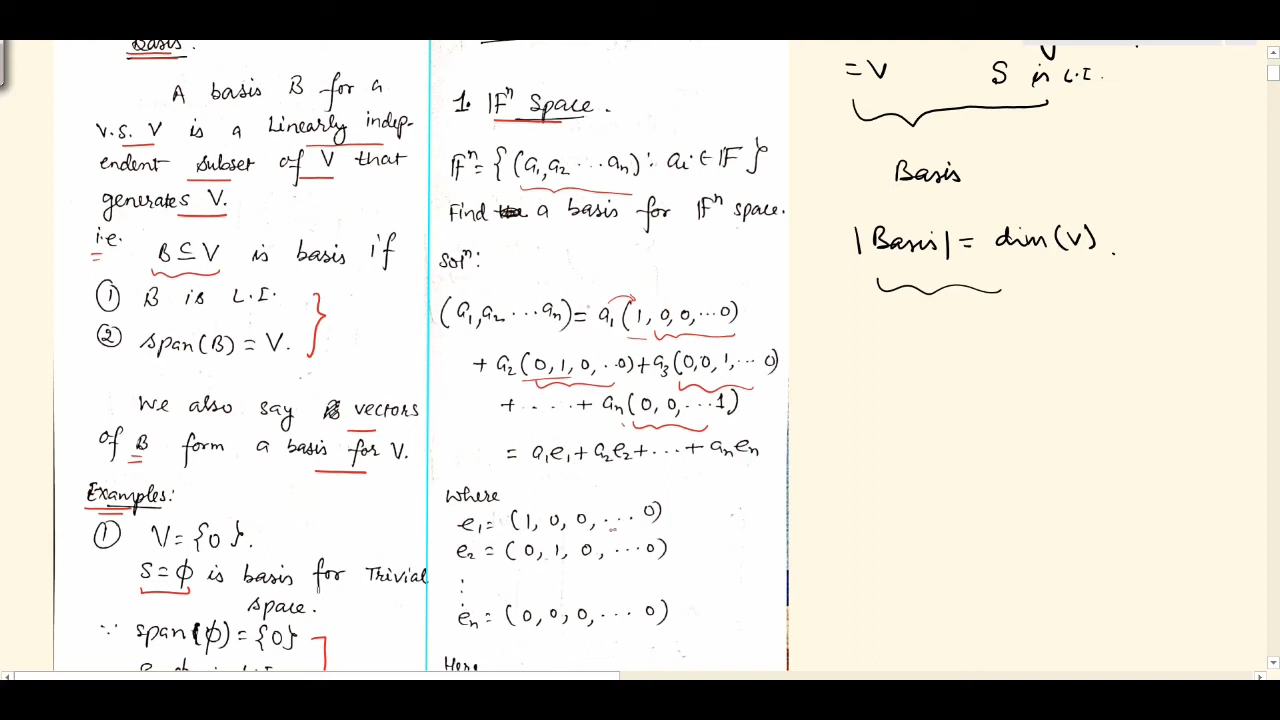 Basis.
A basis B for a
v.s. V is a Linearly indep-
endent subset of V that
generates V.
i.e. B ⊆ V is basis if
① B is L.I.
② span(B) = V.
We also say vectors
of B form a basis for V.
Examples:
① V = {0}.
S = φ is basis for Trivial
space.
∵ span(φ) = {0}
1. Fⁿ Space.
Fⁿ = { (a₁, a₂ ... aₙ) : aᵢ ∈ F }
Find a basis for Fⁿ space.
Solⁿ:
(a₁, a₂ ... aₙ) = a₁(1, 0, 0, ... 0)
+ a₂(0, 1, 0, ... 0) + a₃(0, 0, 1, ... 0)
+ .... + aₙ(0, 0, ... 1)
= a₁e₁ + a₂e₂ + ... + aₙeₙ
Where
e₁ = (1, 0, 0, ... 0)
e₂ = (0, 1, 0, ... 0)
⋮
eₙ = (0, 0, 0, ... 0)
Here
= V S is L.I.
Basis
|Basis| = dim(V).